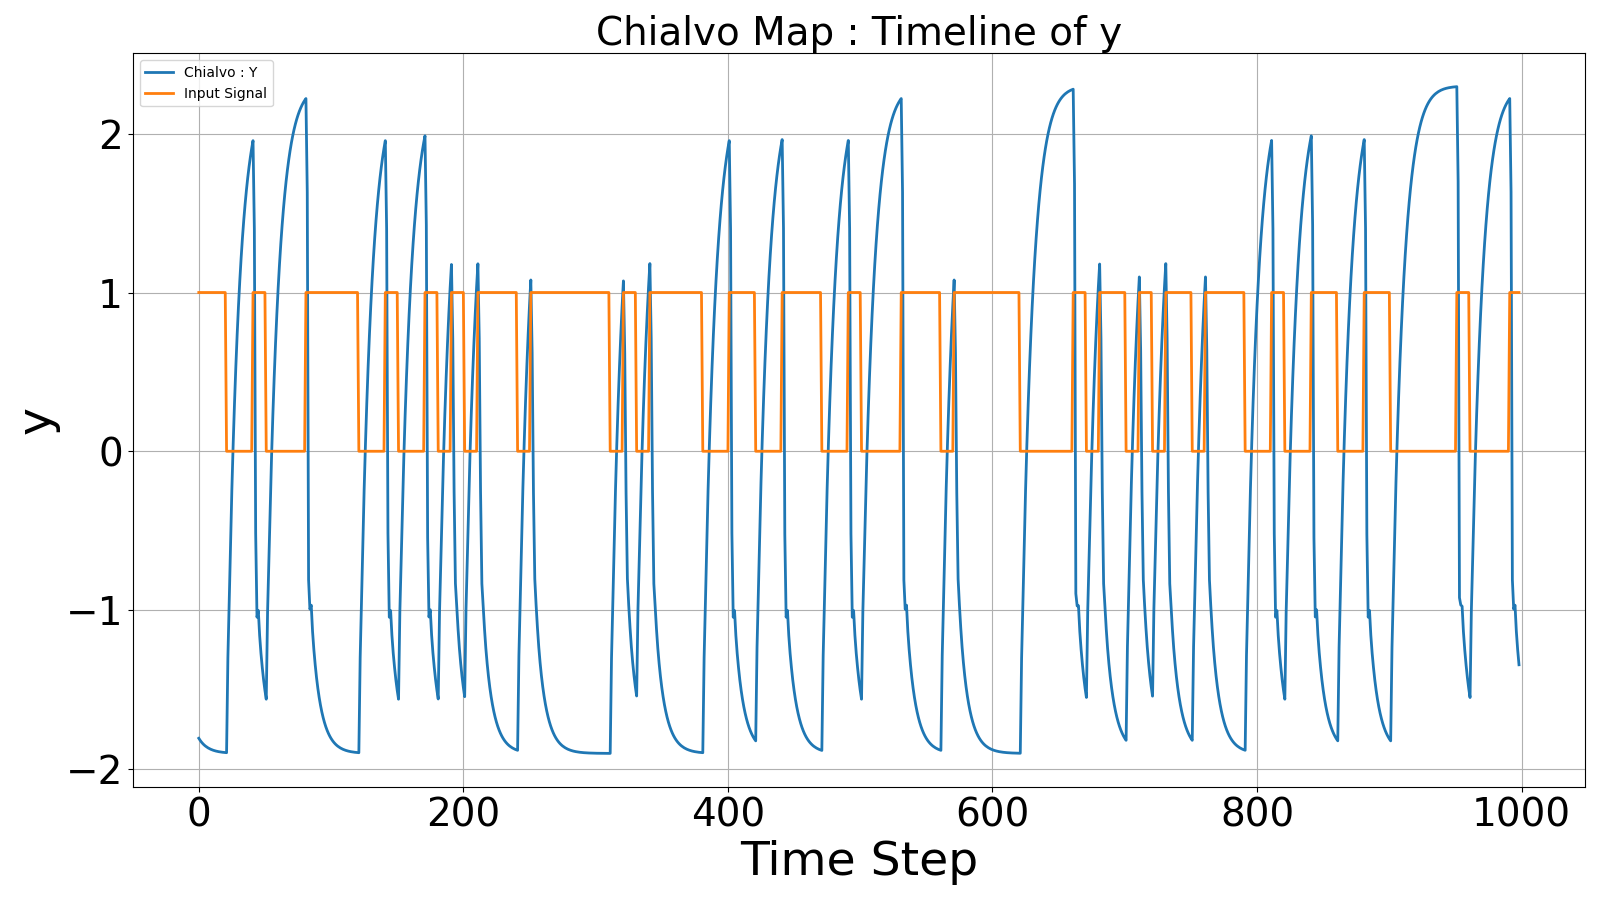 Chialvo Map : Timeline of y
Chialvo : Y
Input Signal
2
1
0
−1
−2
y
0 200 400 600 800 1000
Time Step